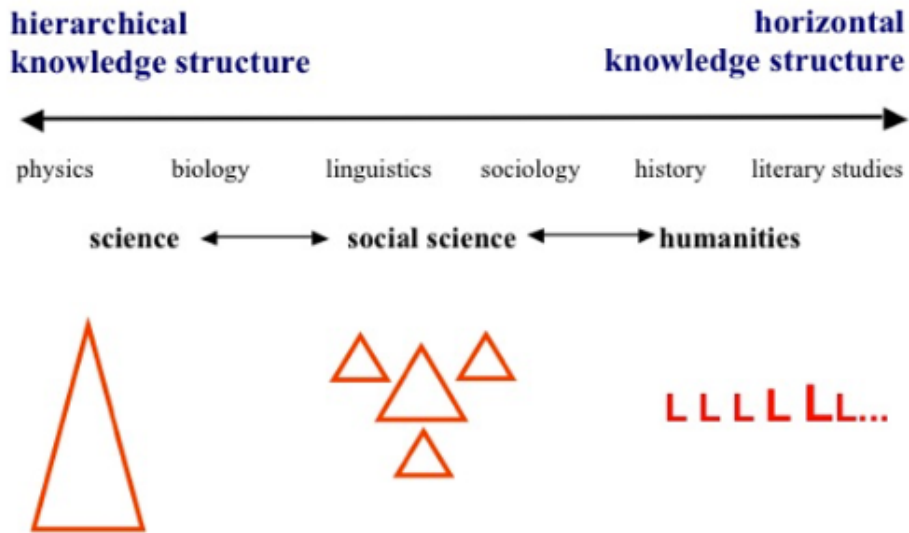 hierarchical
knowledge structure
horizontal
knowledge structure
physics biology linguistics sociology history literary studies
science social science humanities
L L L L L L...